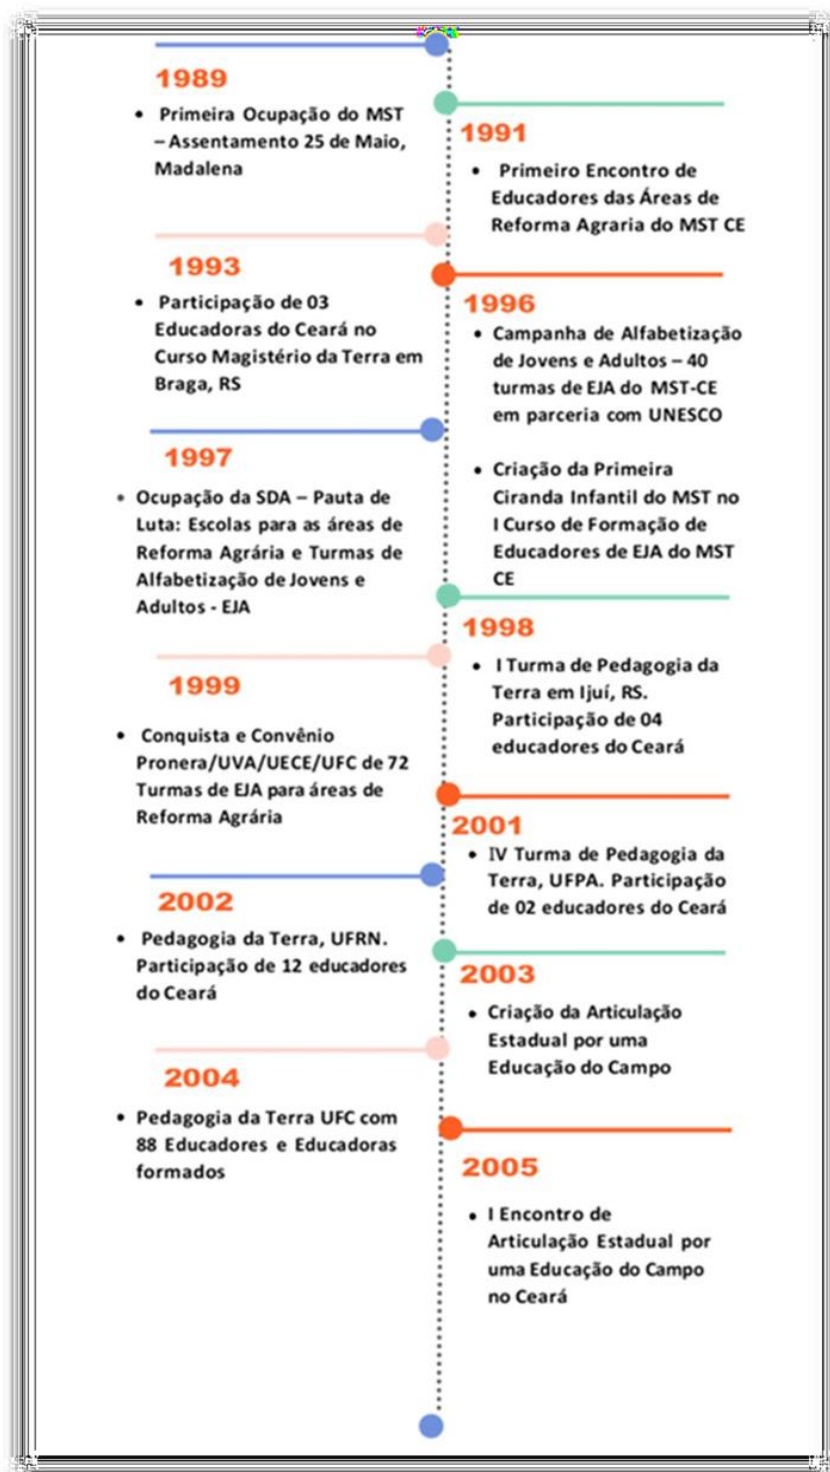 1989
• Primeira Ocupação do MST
– Assentamento 25 de Maio,
Madalena
1991
• Primeiro Encontro de
Educadores das Áreas de
Reforma Agraria do MST CE
1993
• Participação de 03
Educadoras do Ceará no
Curso Magistério da Terra em
Braga, RS
1996
• Campanha de Alfabetização
de Jovens e Adultos – 40
turmas de EJA do MST-CE
em parceria com UNESCO
• Criação da Primeira
Ciranda Infantil do MST no
I Curso de Formação de
Educadores de EJA do MST
CE
1997
• Ocupação da SDA – Pauta de
Luta: Escolas para as áreas de
Reforma Agrária e Turmas de
Alfabetização de Jovens e
Adultos - EJA
1998
• I Turma de Pedagogia da
Terra em Ijuí, RS.
Participação de 04
educadores do Ceará
1999
• Conquista e Convênio
Pronera/UVA/UECE/UFC de 72
Turmas de EJA para áreas de
Reforma Agrária
2001
• IV Turma de Pedagogia da
Terra, UFPA. Participação
de 02 educadores do Ceará
2002
• Pedagogia da Terra, UFRN.
Participação de 12 educadores
do Ceará
2003
• Criação da Articulação
Estadual por uma
Educação do Campo
2004
• Pedagogia da Terra UFC com
88 Educadores e Educadoras
formados
2005
• I Encontro de
Articulação Estadual por
uma Educação do Campo
no Ceará